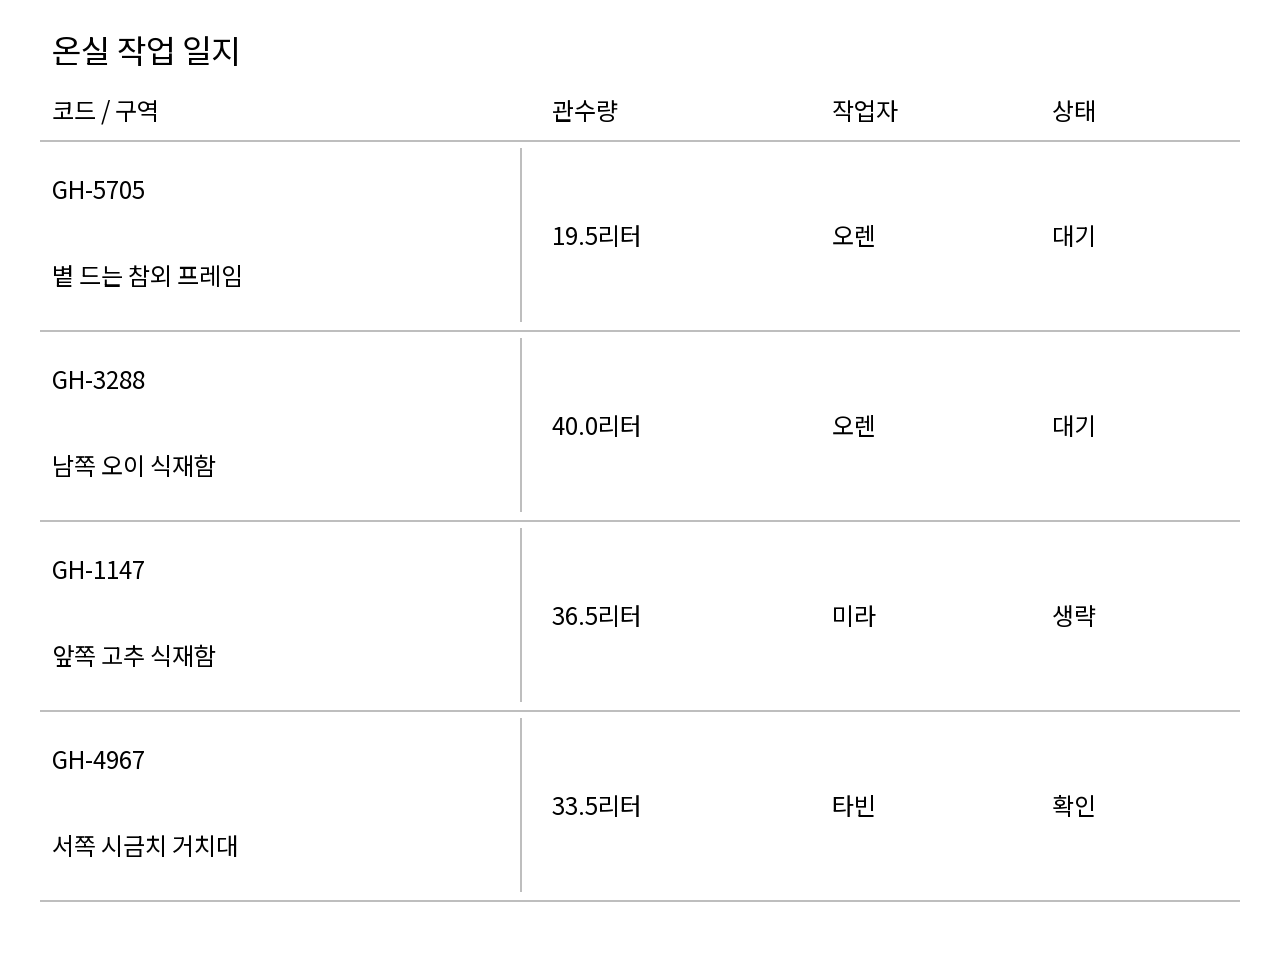 온실 작업 일지
코드 / 구역 관수량 작업자 상태
GH-5705
볕 드는 참외 프레임
19.5리터 오렌 대기
GH-3288
남쪽 오이 식재함
40.0리터 오렌 대기
GH-1147
앞쪽 고추 식재함
36.5리터 미라 생략
GH-4967
서쪽 시금치 거치대
33.5리터 타빈 확인